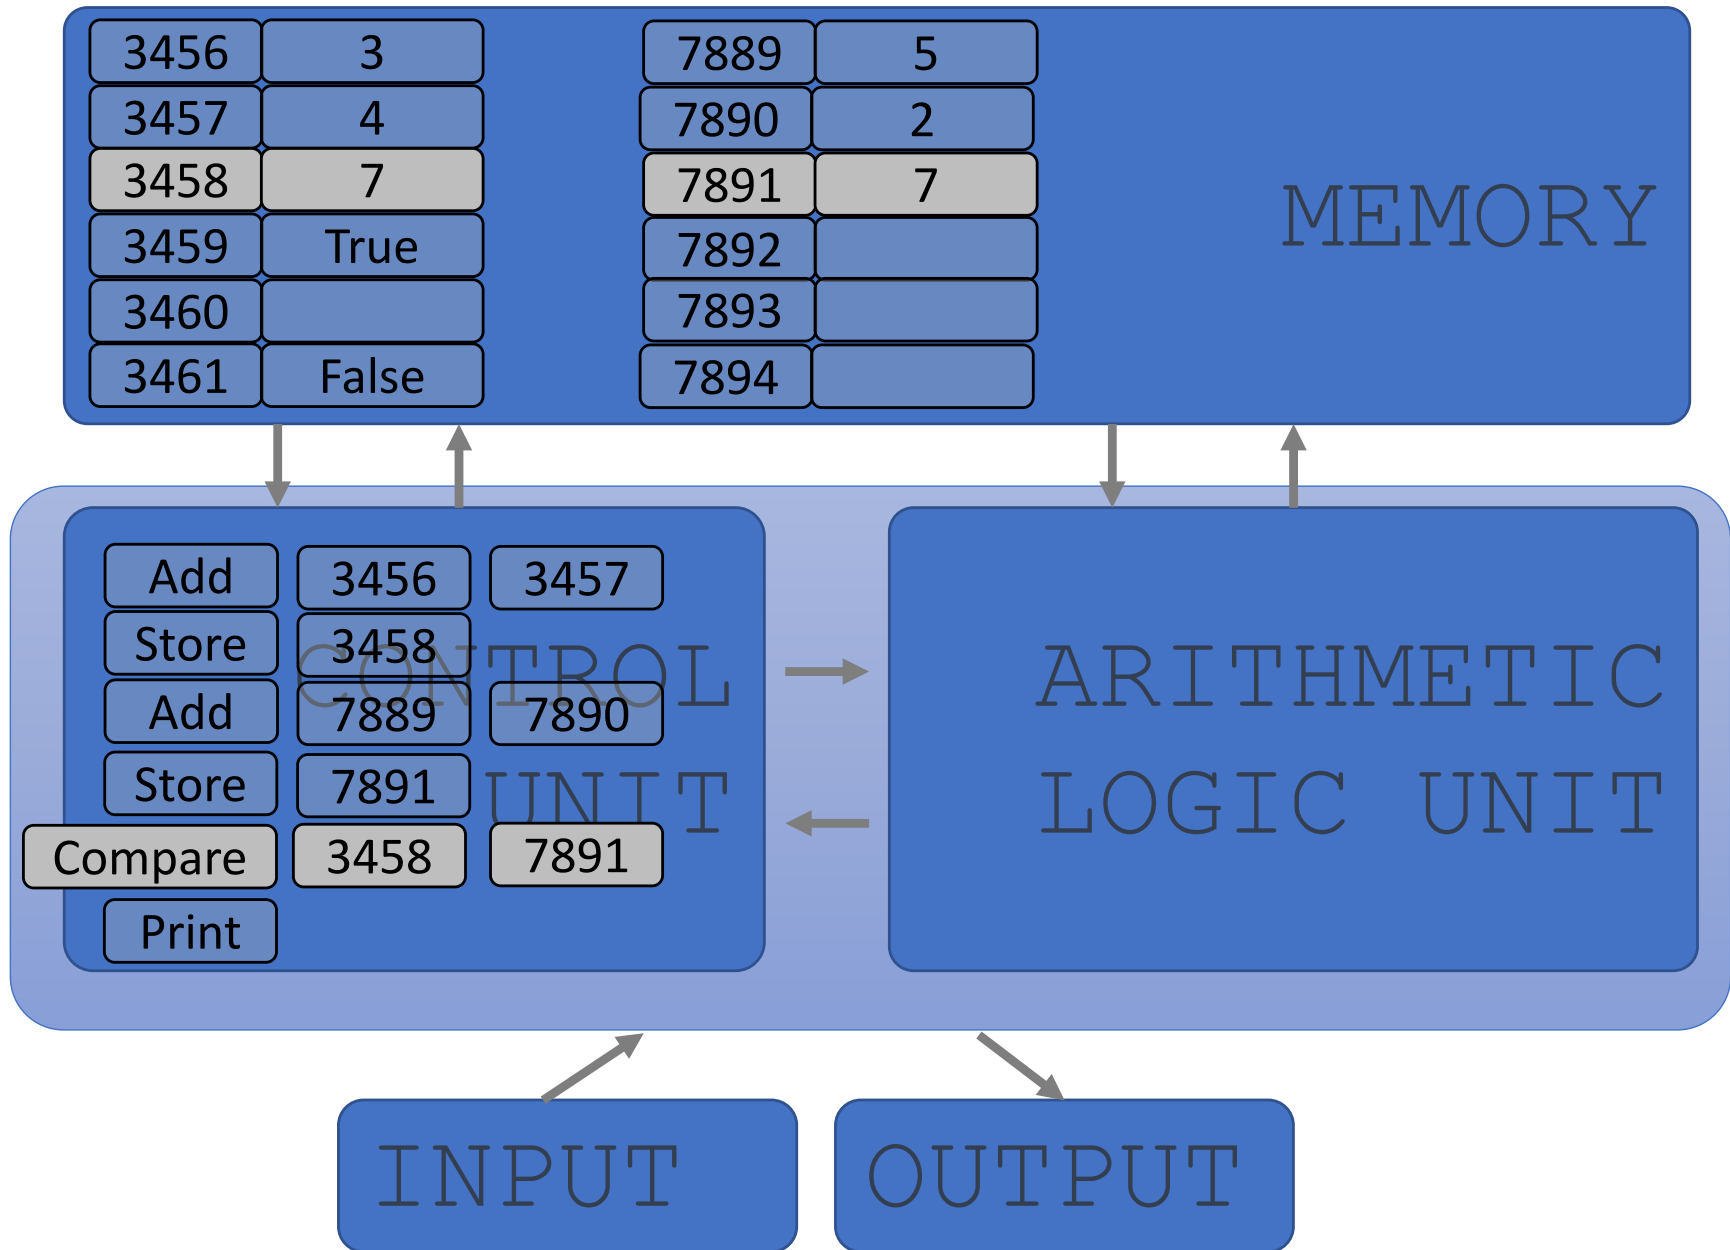 3456 3 7889 5
3457 4 7890 2
3458 7 7891 7
3459 True 7892
3460 7893
3461 False 7894
MEMORY
Add 3456 3457
Store 3458
Add 7889 7890
Store 7891
Compare 3458 7891
Print
CONTROL
UNIT
ARITHMETIC
LOGIC UNIT
INPUT
OUTPUT